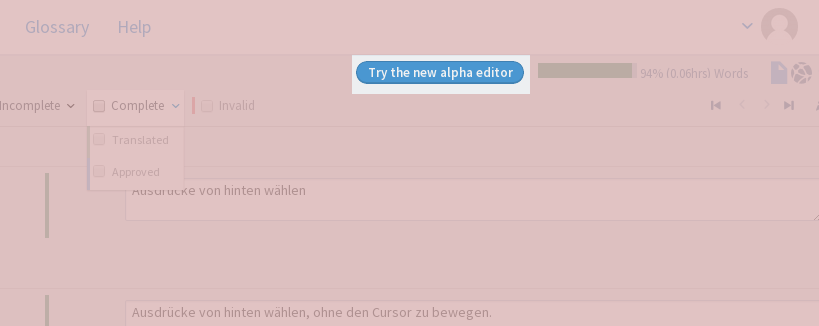 Glossary Help
Try the new alpha editor
94% (0.06hrs) Words
Incomplete Complete Invalid
Translated
Approved
Ausdrücke von hinten wählen
Ausdrücke von hinten wählen, ohne den Cursor zu bewegen.